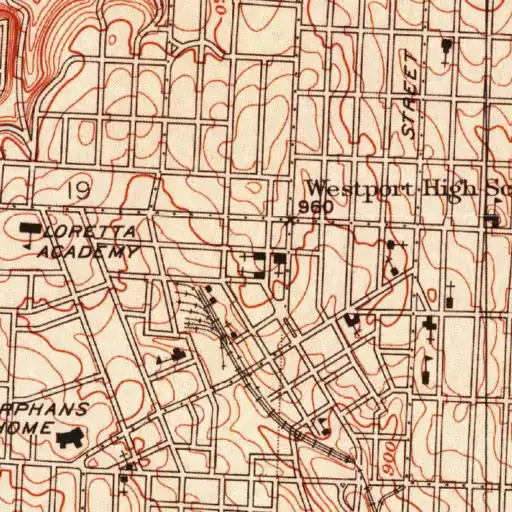 STREET
19
Westport High Sc
960
LORETTA
ACADEMY
RPHANS
HOME
900